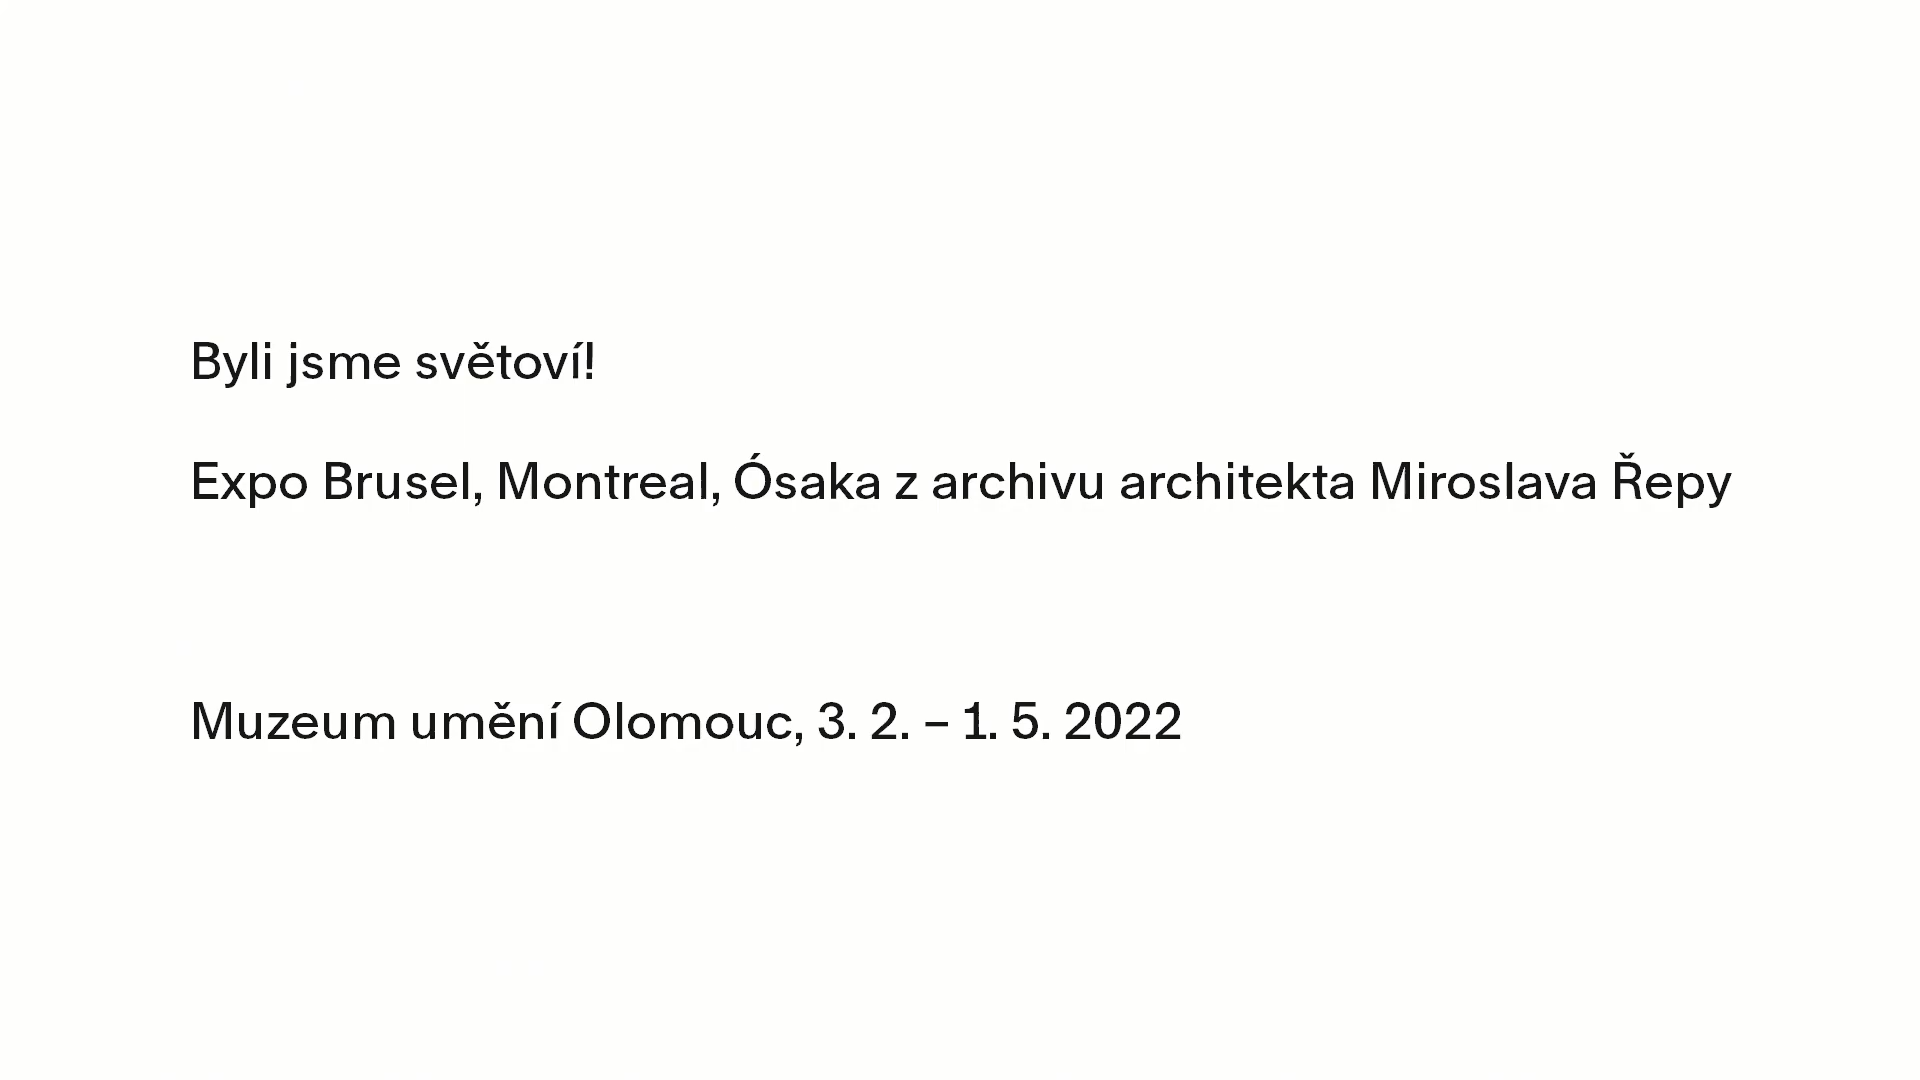 Byli jsme světoví!
Expo Brusel, Montreal, Ósaka z archivu architekta Miroslava Řepy
Muzeum umění Olomouc, 3. 2. – 1. 5. 2022